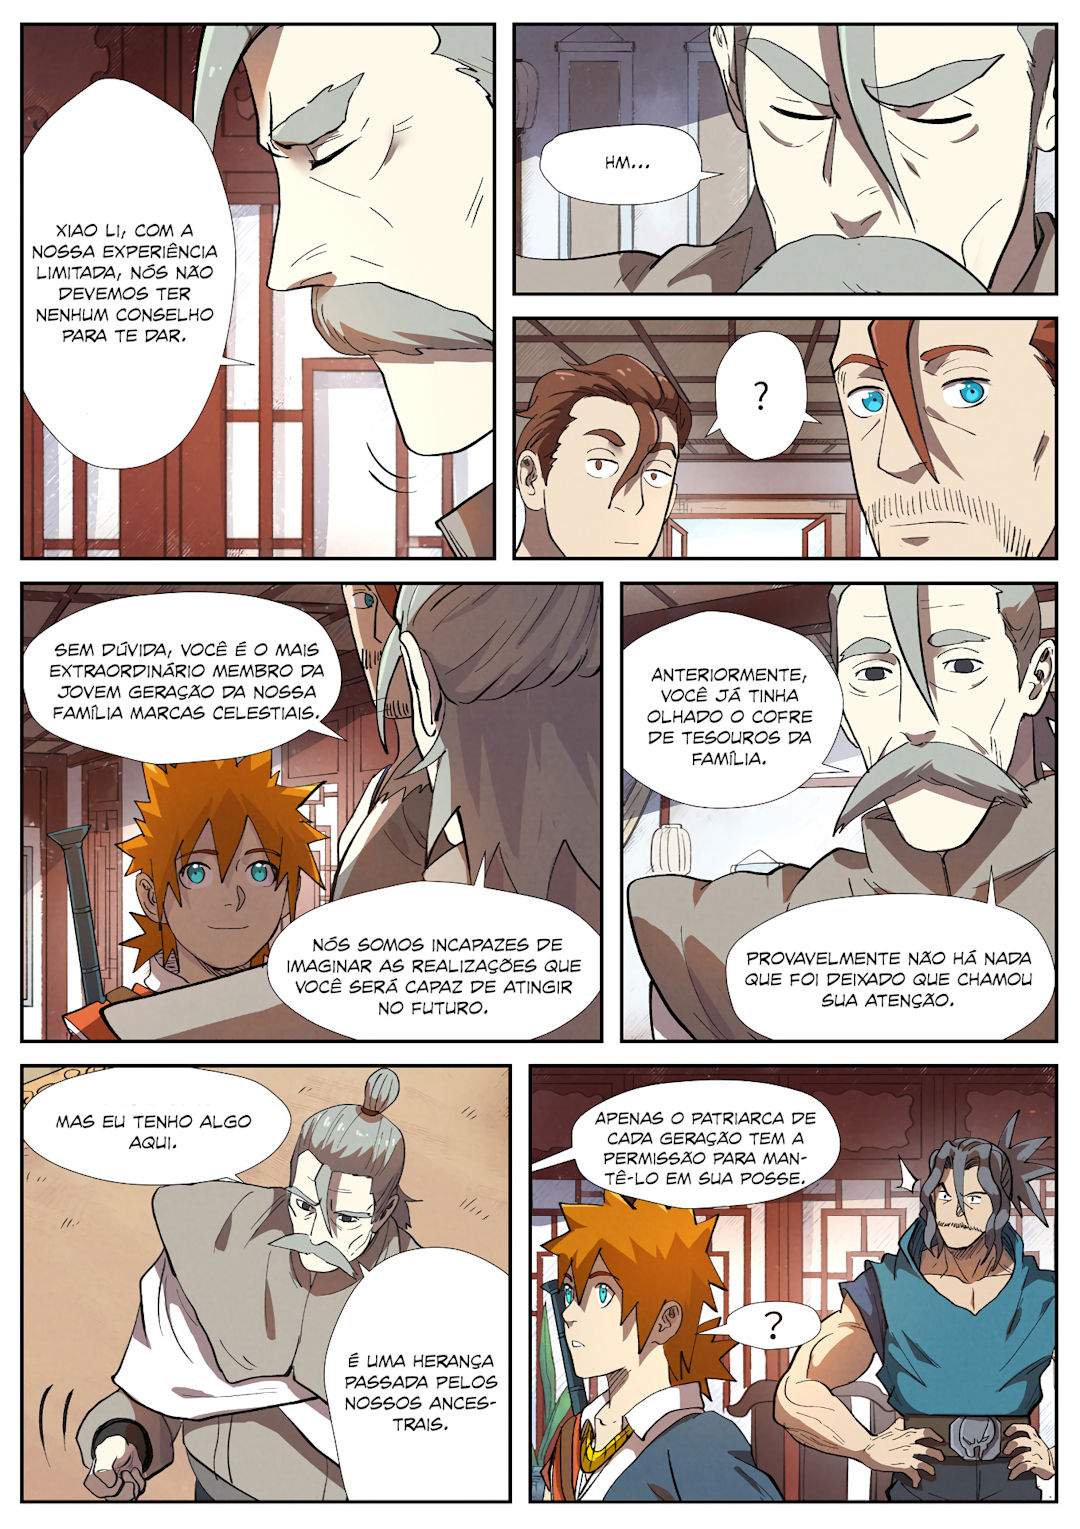 XIAO LI, COM A
NOSSA EXPERIÊNCIA
LIMITADA, NÓS NÃO
DEVEMOS TER
NENHUM CONSELHO
PARA TE DAR.
HM...
?
SEM DÚVIDA, VOCÊ É O MAIS
EXTRAORDINÁRIO MEMBRO DA
JOVEM GERAÇÃO DA NOSSA
FAMÍLIA MARCAS CELESTIAIS.
NÓS SOMOS INCAPAZES DE
IMAGINAR AS REALIZAÇÕES QUE
VOCÊ SERÁ CAPAZ DE ATINGIR
NO FUTURO.
ANTERIORMENTE,
VOCÊ JÁ TINHA
OLHADO O COFRE
DE TESOUROS DA
FAMÍLIA.
PROVAVELMENTE NÃO HÁ NADA
QUE FOI DEIXADO QUE CHAMOU
SUA ATENÇÃO.
MAS EU TENHO ALGO
AQUI.
É UMA HERANÇA
PASSADA PELOS
NOSSOS ANCES-
TRAIS.
APENAS O PATRIARCA DE
CADA GERAÇÃO TEM A
PERMISSÃO PARA MAN-
TÊ-LO EM SUA POSSE.
?